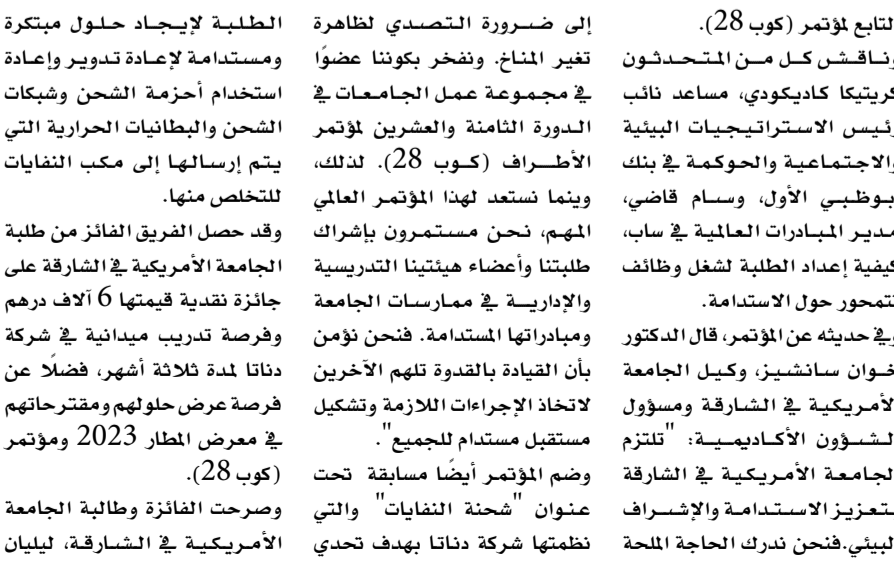 لتابع لمؤتمر (كوب 28).
وناقش كل من المتحدثون
كريتيكا كاديكودي، مساعد نائب
رئيس الاستراتيجيات البيئية
والاجتماعية والحوكمة في بنك
أبوظبي الأول، وسام قاضي،
مدير المبادرات العالمية في ساب،
كيفية إعداد الطلبة لشغل وظائف
تتمحور حول الاستدامة.
وفي حديثه عن المؤتمر، قال الدكتور
خوان سانشيز، وكيل الجامعة
الأمريكية في الشارقة ومسؤول
الشؤون الأكاديمية: "تلتزم
الجامعة الأمريكية في الشارقة
بتعزيز الاستدامة والإشراف
البيئي.فنحن ندرك الحاجة الملحة
إلى ضرورة التصدي لظاهرة
تغير المناخ. ونفخر بكوننا عضوًا
في مجموعة عمل الجامعات في
الدورة الثامنة والعشرين لمؤتمر
الأطراف (كوب 28). لذلك،
وبينما نستعد لهذا المؤتمر العالمي
المهم، نحن مستمرون بإشراك
طلبتنا وأعضاء هيئتينا التدريسية
والإدارية في ممارسات الجامعة
ومبادراتها المستدامة. فنحن نؤمن
بأن القيادة بالقدوة تلهم الآخرين
لاتخاذ الإجراءات اللازمة وتشكيل
مستقبل مستدام للجميع".
وضم المؤتمر أيضًا مسابقة تحت
عنوان "شحنة النفايات" والتي
نظمتها شركة دناتا بهدف تحدي
الطلبة لإيجاد حلول مبتكرة
ومستدامة لإعادة تدوير وإعادة
استخدام أحزمة الشحن وشبكات
الشحن والبطانيات الحرارية التي
يتم إرسالها إلى مكب النفايات
للتخلص منها.
وقد حصل الفريق الفائز من طلبة
الجامعة الأمريكية في الشارقة على
جائزة نقدية قيمتها 6 آلاف درهم
وفرصة تدريب ميدانية في شركة
دناتا لمدة ثلاثة أشهر، فضلًا عن
فرصة عرض حلولهم ومقترحاتهم
في معرض المطار 2023 ومؤتمر
(كوب 28).
وصرحت الفائزة وطالبة الجامعة
الأمريكية في الشارقة، ليليان